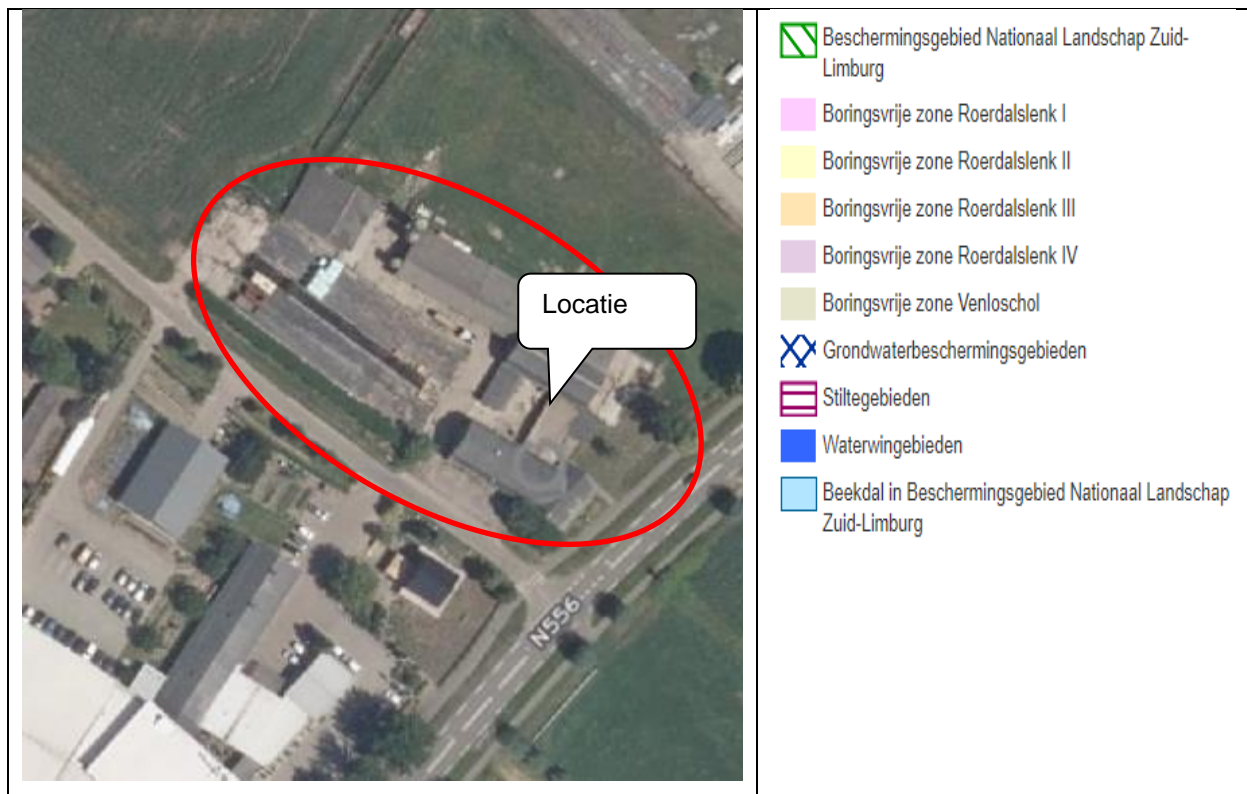 Locatie
N556
Beschermingsgebied Nationaal Landschap Zuid-
Limburg
Boringsvrije zone Roerdalslenk I
Boringsvrije zone Roerdalslenk II
Boringsvrije zone Roerdalslenk III
Boringsvrije zone Roerdalslenk IV
Boringsvrije zone Venloschol
Grondwaterbeschermingsgebieden
Stiltegebieden
Waterwingebieden
Beekdal in Beschermingsgebied Nationaal Landschap
Zuid-Limburg